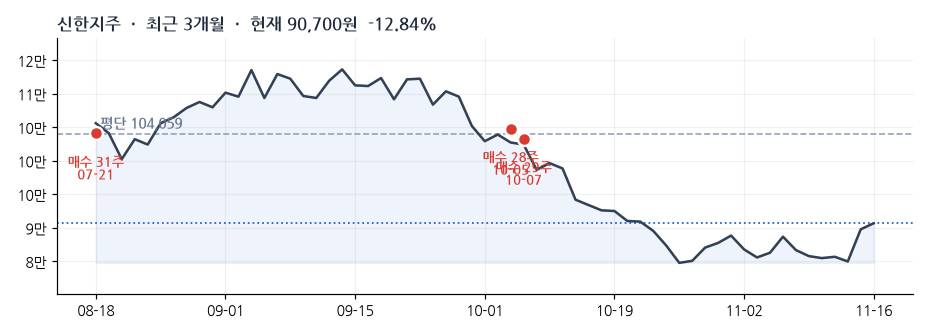 신한지주 · 최근 3개월 · 현재 90,700원 -12.84%
12만
11만
10만
10만
10만
9만
8만
평단 104,059
매수 31주
07-21
매수 28주
10-07
08-18
09-01
09-15
10-01
10-19
11-02
11-16